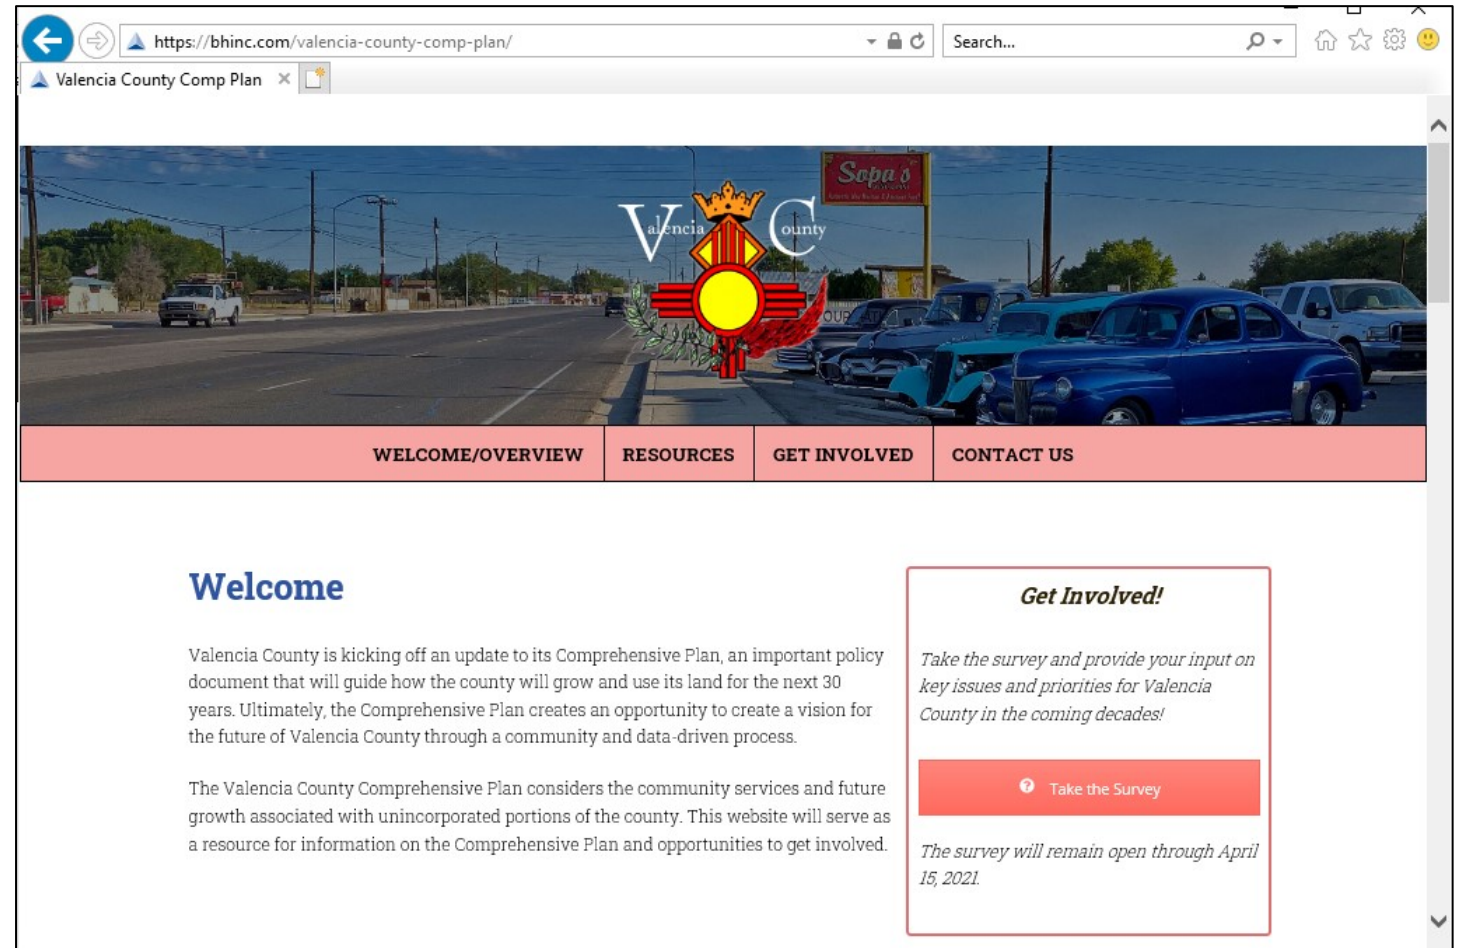 https://bhinc.com/valencia-county-comp-plan/
Search...
Valencia County Comp Plan
Sopa's
Valencia County
WELCOME/OVERVIEW
RESOURCES
GET INVOLVED
CONTACT US
Welcome
Valencia County is kicking off an update to its Comprehensive Plan, an important policy
document that will guide how the county will grow and use its land for the next 30
years. Ultimately, the Comprehensive Plan creates an opportunity to create a vision for
the future of Valencia County through a community and data-driven process.
The Valencia County Comprehensive Plan considers the community services and future
growth associated with unincorporated portions of the county. This website will serve as
a resource for information on the Comprehensive Plan and opportunities to get involved.
Get Involved!
Take the survey and provide your input on
key issues and priorities for Valencia
County in the coming decades!
Take the Survey
The survey will remain open through April
15, 2021.